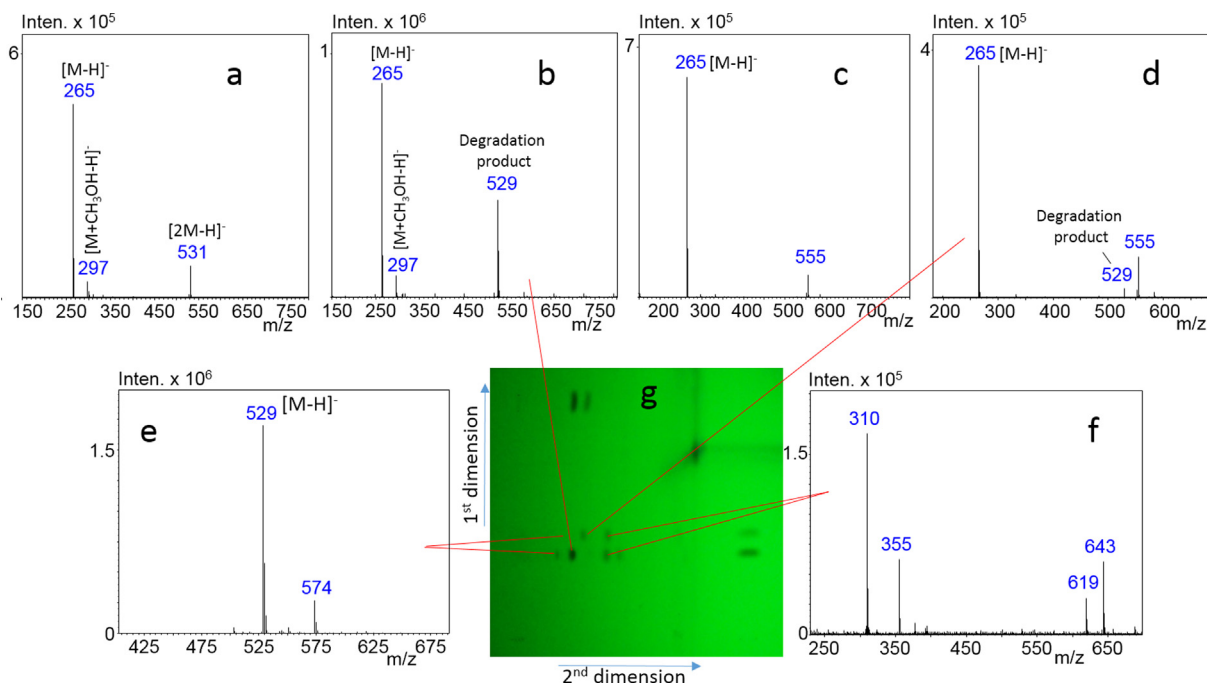 Inten. x 10⁵
6
a
[M-H]⁻
265
[M+CH₃OH-H]⁻
297
[2M-H]⁻
531
150 250 350 450 550 650 750
m/z
Inten. x 10⁶
1
b
[M-H]⁻
265
[M+CH₃OH-H]⁻
297
Degradation
product
529
150 250 350 450 550 650 750
m/z
Inten. x 10⁵
7
c
265 [M-H]⁻
555
200 300 400 500 600 700
m/z
Inten. x 10⁵
4
d
265 [M-H]⁻
Degradation
product
529
555
200 300 400 500 600
m/z
Inten. x 10⁶
1.5
0
e
529 [M-H]⁻
574
425 475 525 575 625 675
m/z
g
1ˢᵗ dimension
2ⁿᵈ dimension
Inten. x 10⁵
1.5
0
f
310
355
619
643
250 350 450 550 650
m/z